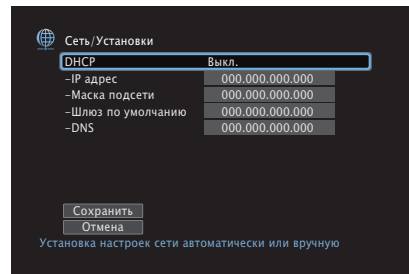 Сеть/Установки
DHCP Выкл.
–IP адрес 000.000.000.000
–Маска подсети 000.000.000.000
–Шлюз по умолчанию 000.000.000.000
–DNS 000.000.000.000
Сохранить
Отмена
Установка настроек сети автоматически или вручную